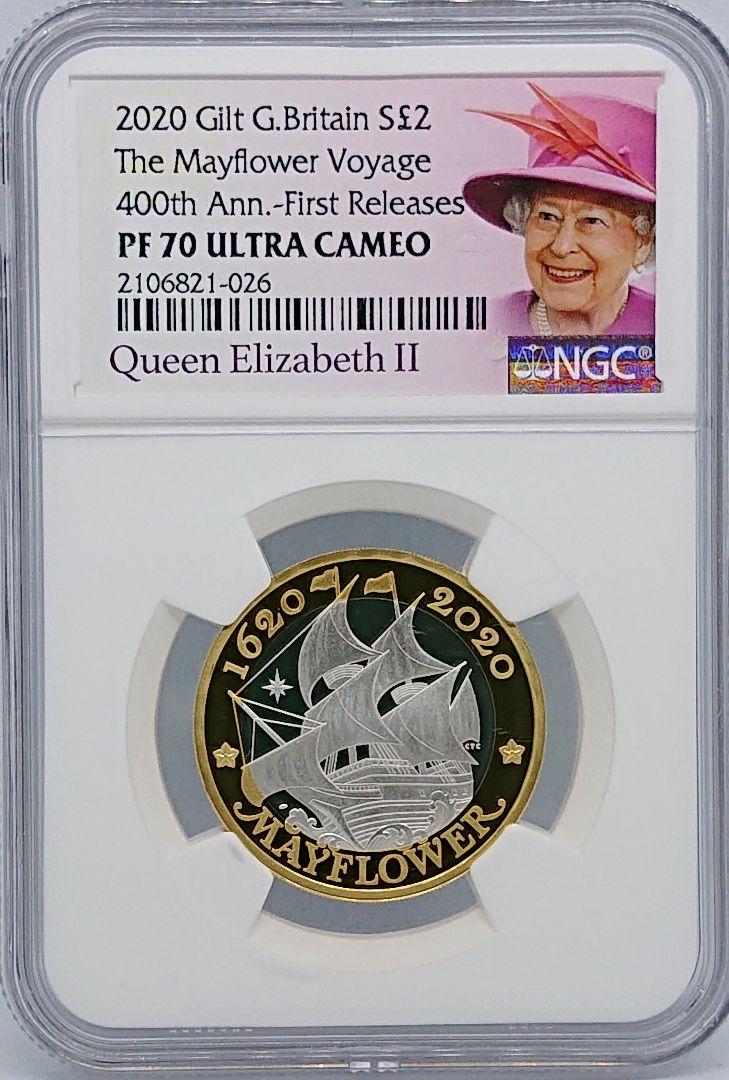 2020 Gilt G.Britain S£2
The Mayflower Voyage
400th Ann.-First Releases
PF 70 ULTRA CAMEO
2106821-026
Queen Elizabeth II
NGC®
1620 2020
CTC
MAYFLOWER